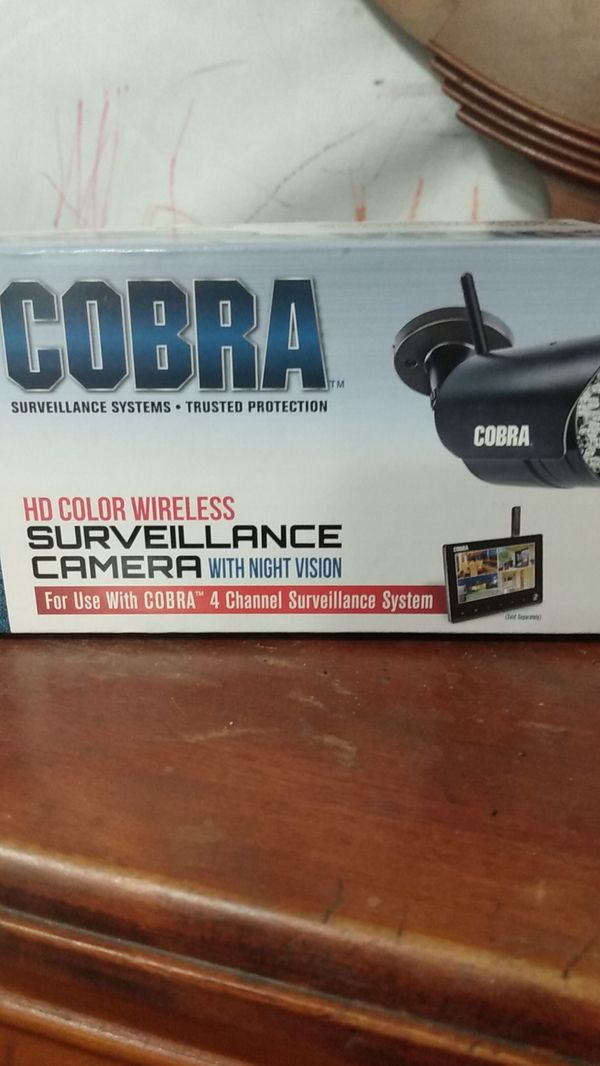 COBRA™
SURVEILLANCE SYSTEMS • TRUSTED PROTECTION
COBRA
HD COLOR WIRELESS
SURVEILLANCE
CAMERA WITH NIGHT VISION
For Use With COBRA™ 4 Channel Surveillance System
COBRA
(Sold Separately)